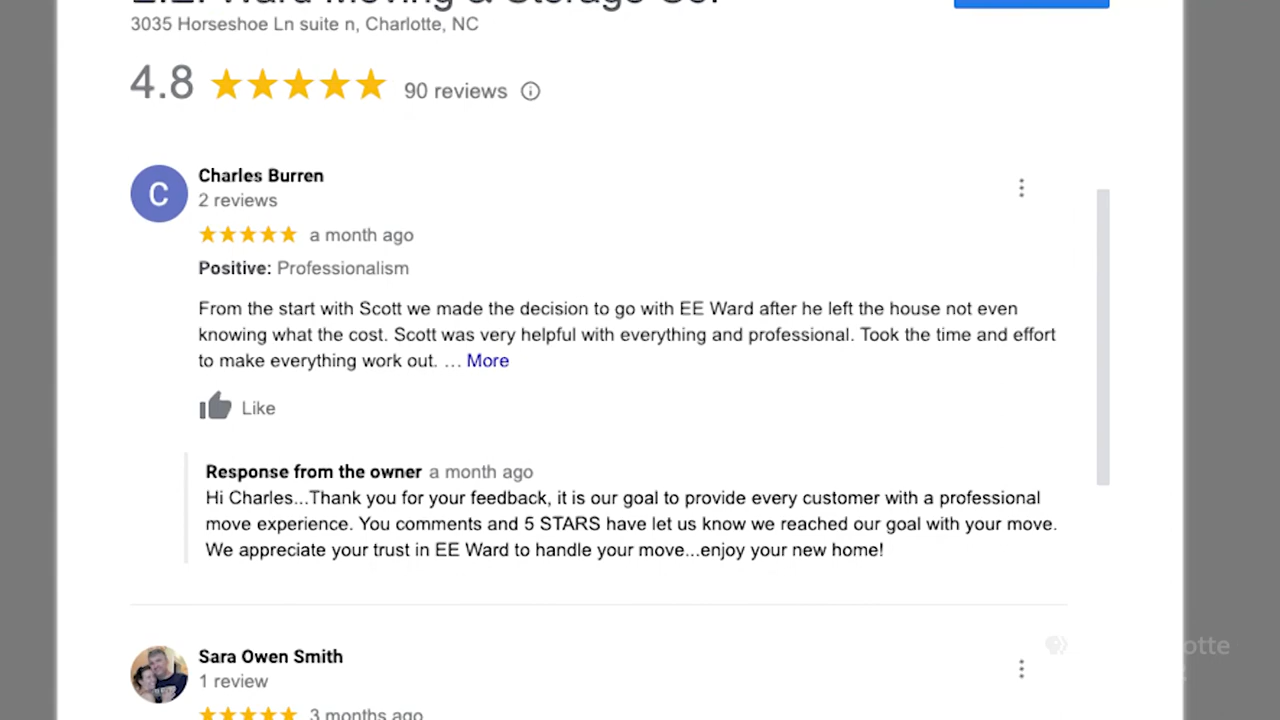 E.E. Ward Moving & Storage Co.
3035 Horseshoe Ln suite n, Charlotte, NC
4.8 90 reviews
C
Charles Burren
2 reviews
a month ago
Positive: Professionalism
From the start with Scott we made the decision to go with EE Ward after he left the house not even
knowing what the cost. Scott was very helpful with everything and professional. Took the time and effort
to make everything work out. … More
Like
Response from the owner a month ago
Hi Charles...Thank you for your feedback, it is our goal to provide every customer with a professional
move experience. You comments and 5 STARS have let us know we reached our goal with your move.
We appreciate your trust in EE Ward to handle your move...enjoy your new home!
Sara Owen Smith
1 review
3 months ago